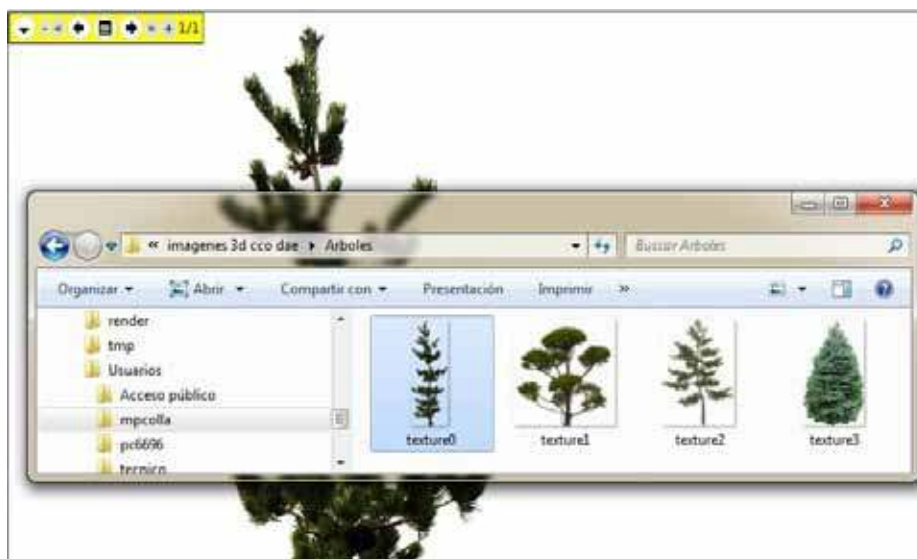 1/1
« imagenes 3d cco dae ▸ Arboles
Buscar Arboles
Organizar
Abrir
Compartir con
Presentación
Imprimir
»
render
tmp
Usuarios
Acceso público
mpcolla
pc6696
tecnico
texture0
texture1
texture2
texture3